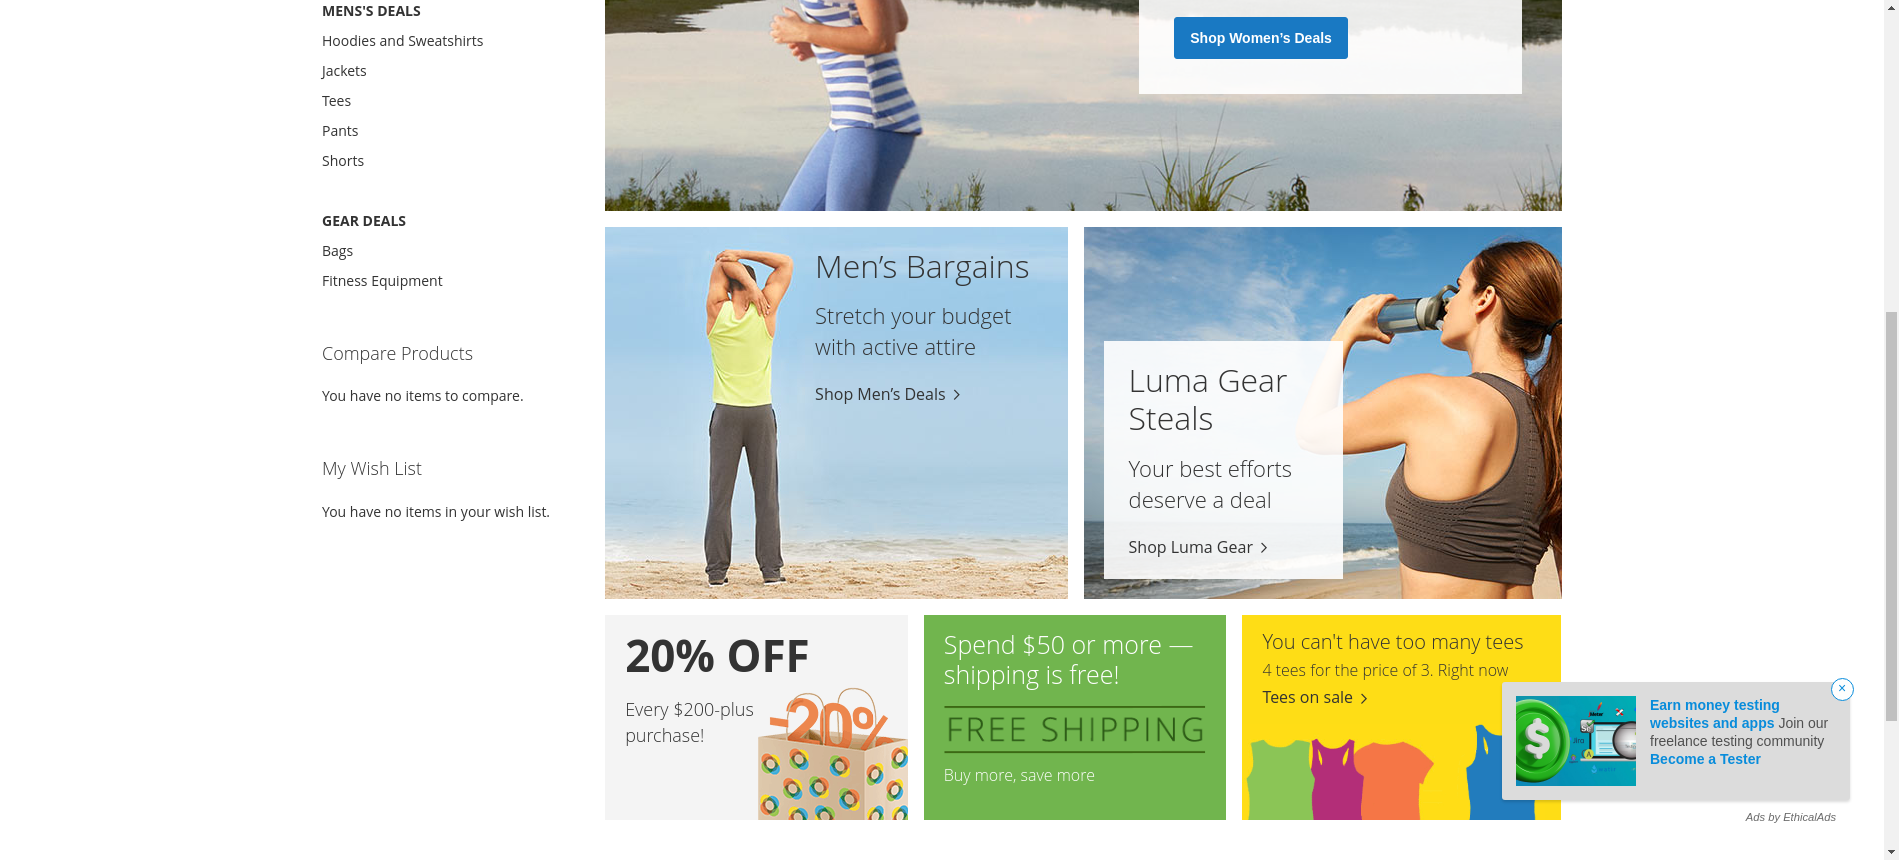 MENS'S DEALS
Hoodies and Sweatshirts
Jackets
Tees
Pants
Shorts
GEAR DEALS
Bags
Fitness Equipment
Compare Products
You have no items to compare.
My Wish List
You have no items in your wish list.
Shop Women’s Deals
Men’s Bargains
Stretch your budget
with active attire
Shop Men’s Deals
Luma Gear
Steals
Your best efforts
deserve a deal
Shop Luma Gear
20% OFF
Every $200-plus
purchase!
-20%
Spend $50 or more —
shipping is free!
FREE SHIPPING
Buy more, save more
You can't have too many tees
4 tees for the price of 3. Right now
Tees on sale
Earn money testing
websites and apps Join our
freelance testing community
Become a Tester
Ads by EthicalAds